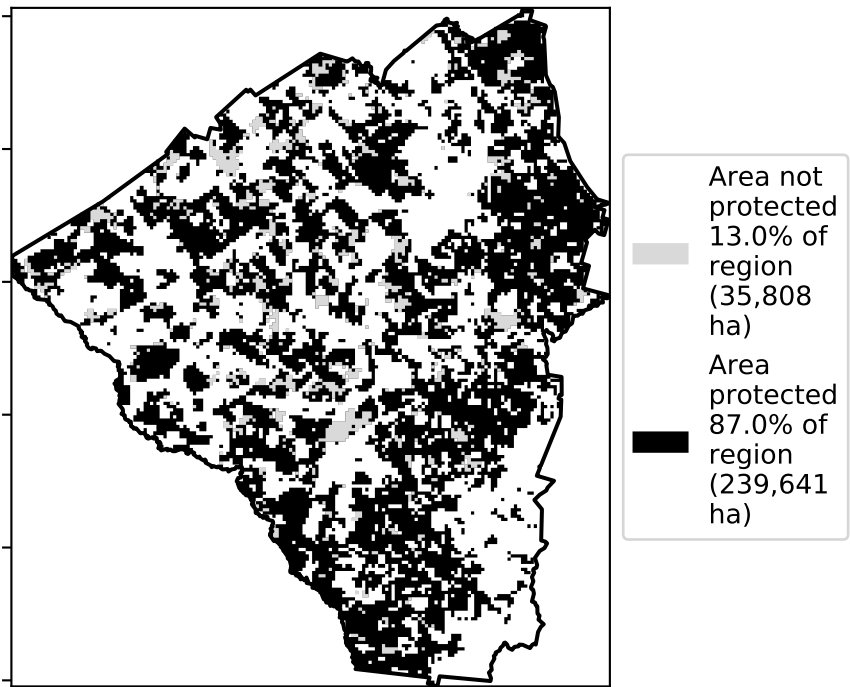 Area not
protected
13.0% of
region
(35,808
ha)
Area
protected
87.0% of
region
(239,641
ha)